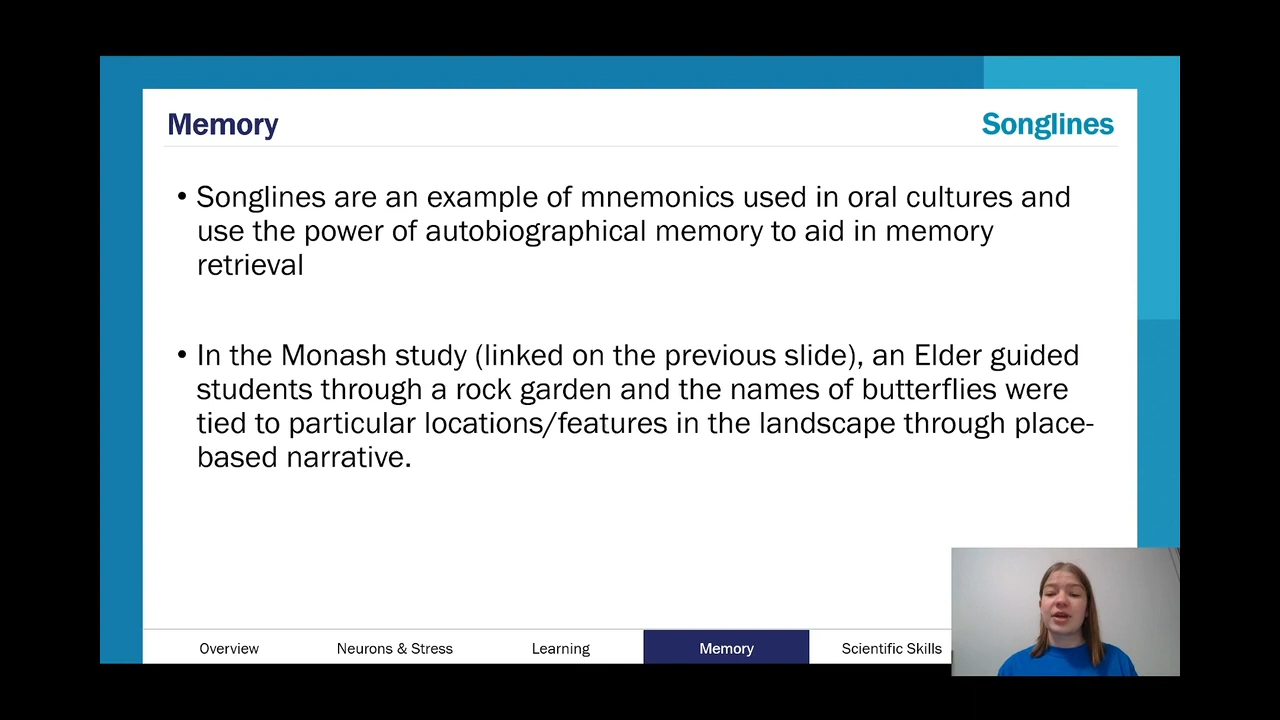 Memory
Songlines
• Songlines are an example of mnemonics used in oral cultures and
use the power of autobiographical memory to aid in memory
retrieval
• In the Monash study (linked on the previous slide), an Elder guided
students through a rock garden and the names of butterflies were
tied to particular locations/features in the landscape through place-
based narrative.
Overview
Neurons & Stress
Learning
Memory
Scientific Skills